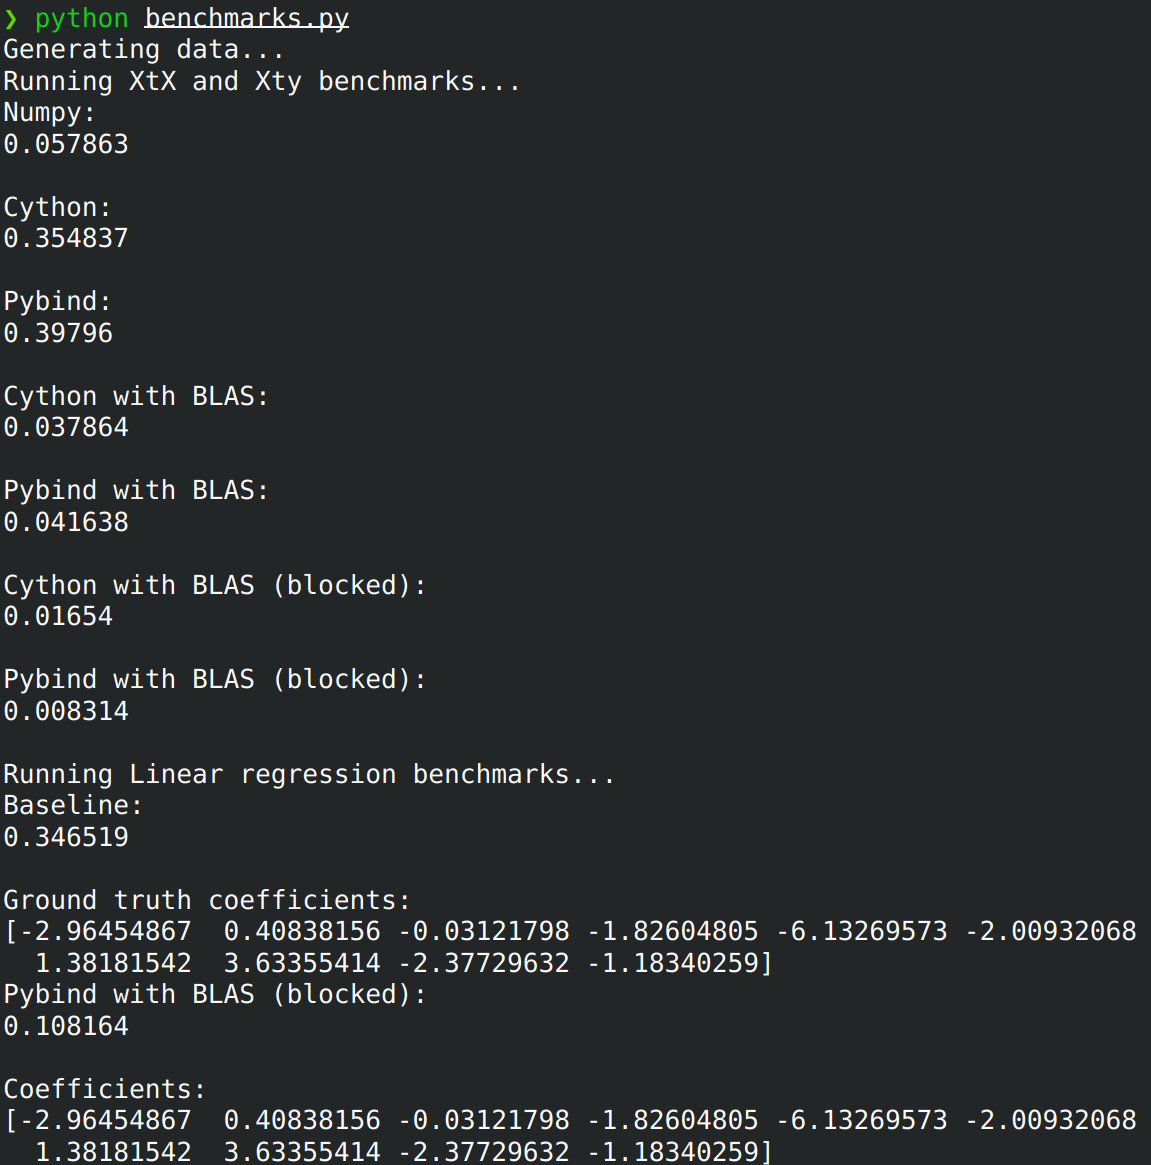 ❯ python benchmarks.py
Generating data...
Running XtX and Xty benchmarks...
Numpy:
0.057863
Cython:
0.354837
Pybind:
0.39796
Cython with BLAS:
0.037864
Pybind with BLAS:
0.041638
Cython with BLAS (blocked):
0.01654
Pybind with BLAS (blocked):
0.008314
Running Linear regression benchmarks...
Baseline:
0.346519
Ground truth coefficients:
[-2.96454867  0.40838156 -0.03121798 -1.82604805 -6.13269573 -2.00932068
  1.38181542  3.63355414 -2.37729632 -1.18340259]
Pybind with BLAS (blocked):
0.108164
Coefficients:
[-2.96454867  0.40838156 -0.03121798 -1.82604805 -6.13269573 -2.00932068
  1.38181542  3.63355414 -2.37729632 -1.18340259]